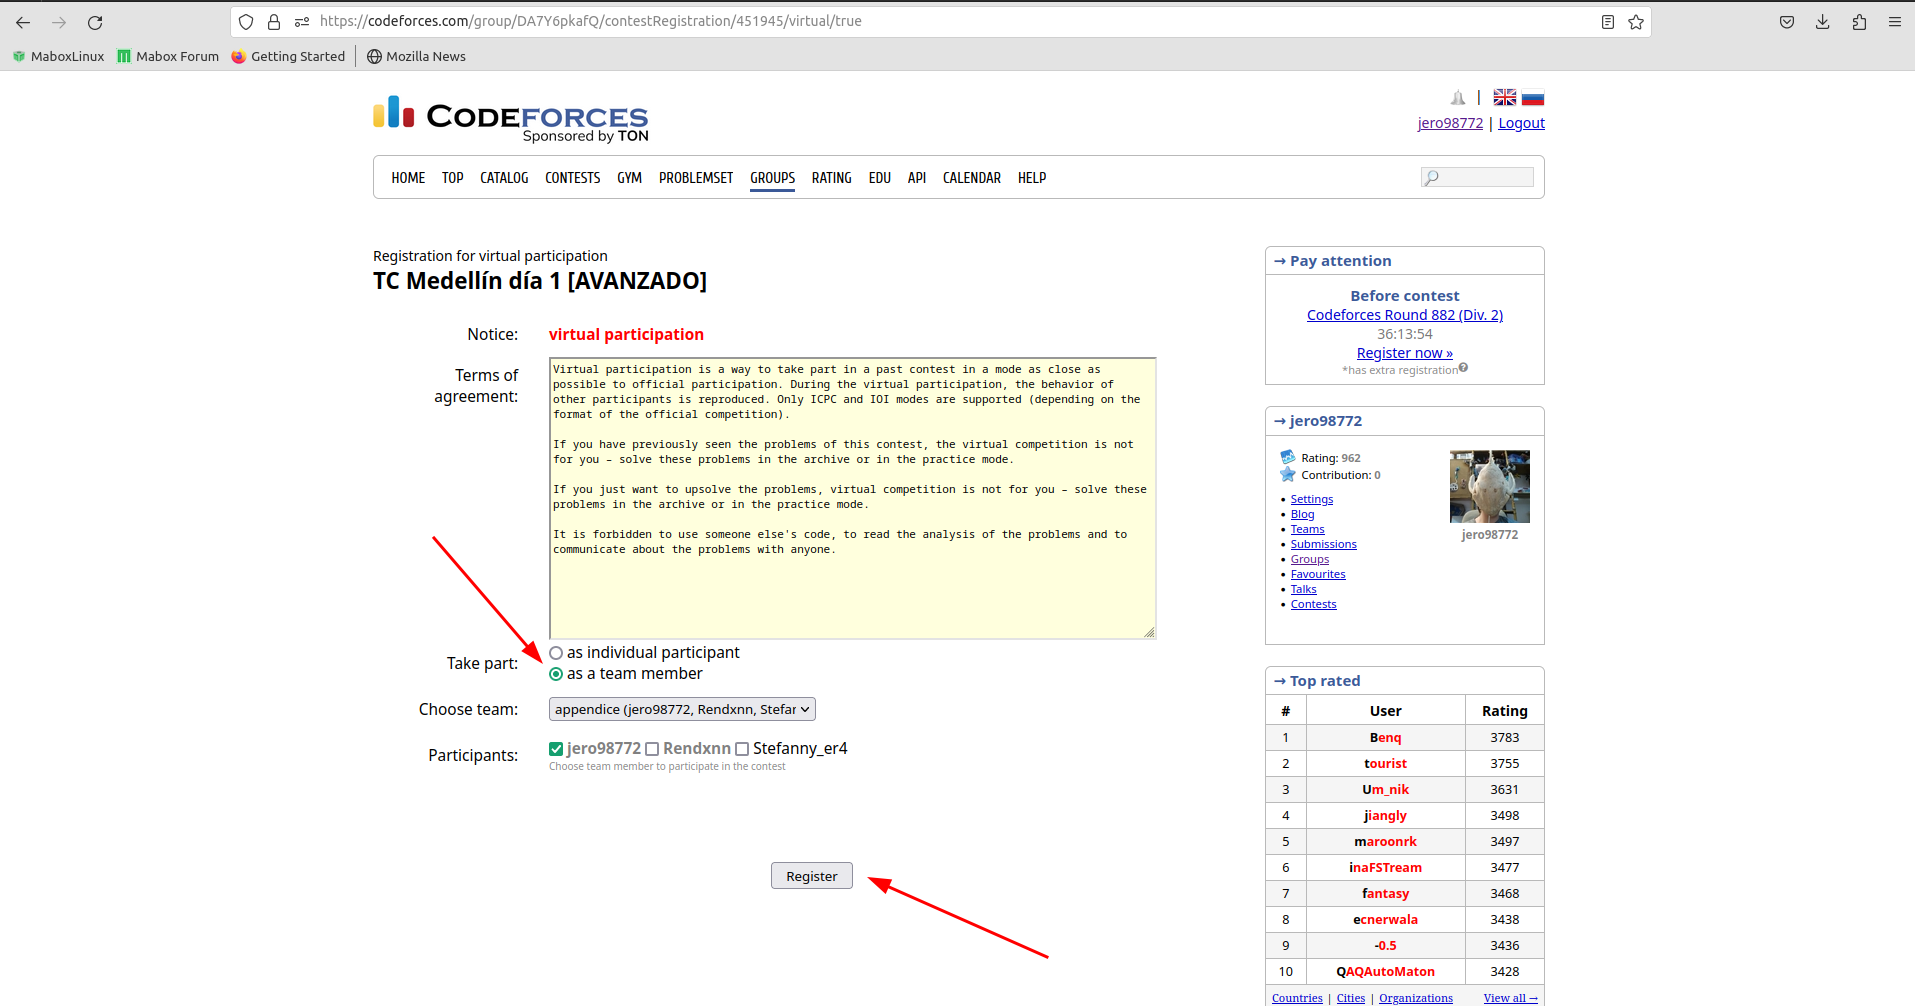 https://codeforces.com/group/DA7Y6pkafQ/contestRegistration/451945/virtual/true
MaboxLinux Mabox Forum Getting Started Mozilla News
CODEFORCES
Sponsored by TON
jero98772 | Logout
HOME TOP CATALOG CONTESTS GYM PROBLEMSET GROUPS RATING EDU API CALENDAR HELP
Registration for virtual participation
TC Medellín día 1 [AVANZADO]
Notice: virtual participation
Terms of agreement:
Virtual participation is a way to take part in a past contest in a mode as close as
possible to official participation. During the virtual participation, the behavior of
other participants is reproduced. Only ICPC and IOI modes are supported (depending on the
format of the official competition).
If you have previously seen the problems of this contest, the virtual competition is not
for you – solve these problems in the archive or in the practice mode.
If you just want to upsolve the problems, virtual competition is not for you – solve these
problems in the archive or in the practice mode.
It is forbidden to use someone else's code, to read the analysis of the problems and to
communicate about the problems with anyone.
Take part:
as individual participant
as a team member
Choose team: appendice (jero98772, Rendxnn, Stefar
Participants: jero98772 Rendxnn Stefanny_er4
Choose team member to participate in the contest
Register
→ Pay attention
Before contest
Codeforces Round 882 (Div. 2)
36:13:54
Register now »
*has extra registration
→ jero98772
Rating: 962
Contribution: 0
Settings
Blog
Teams
Submissions
Groups
Favourites
Talks
Contests
jero98772
→ Top rated
# User Rating
1 Benq 3783
2 tourist 3755
3 Um_nik 3631
4 jiangly 3498
5 maroonrk 3497
6 inaFSTream 3477
7 fantasy 3468
8 ecnerwala 3438
9 -0.5 3436
10 QAQAutoMaton 3428
Countries | Cities | Organizations View all →